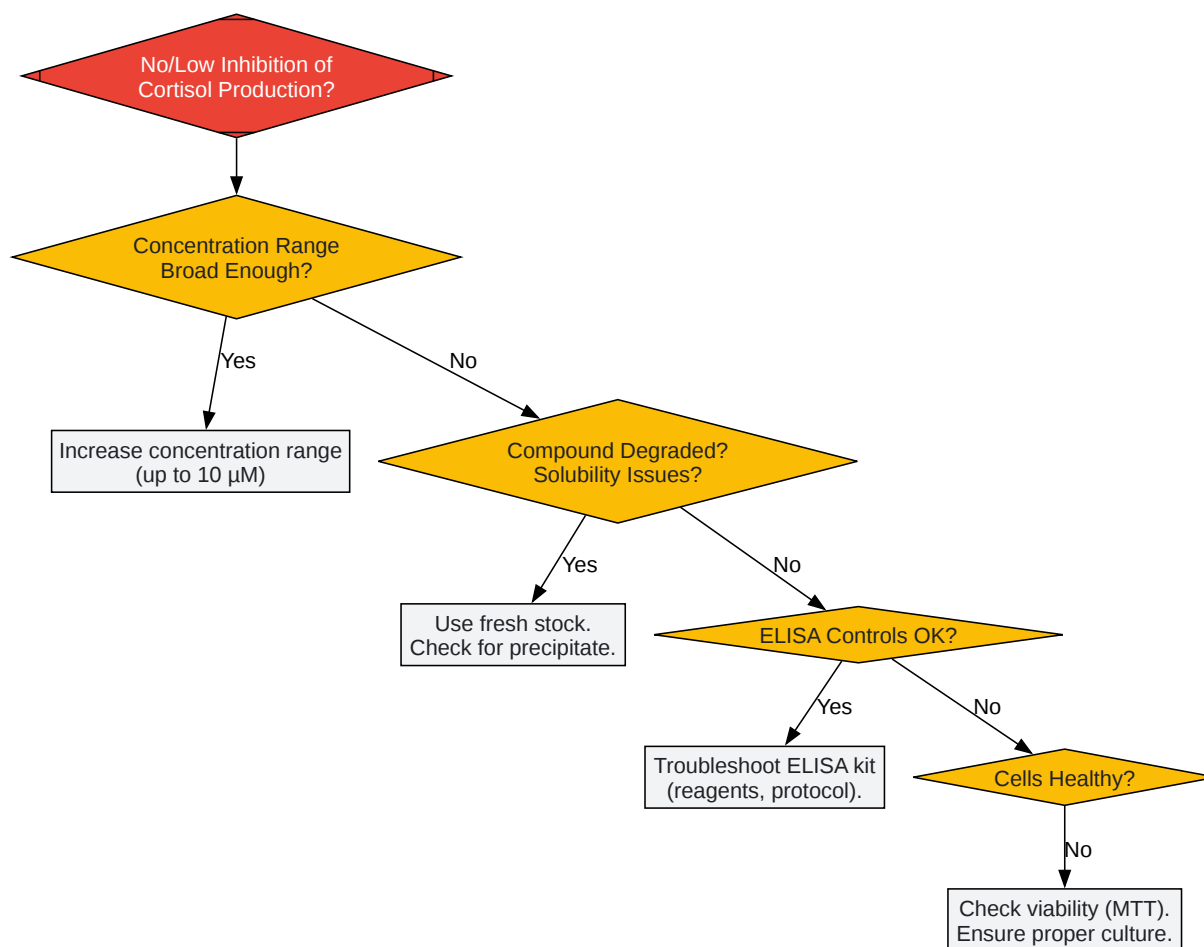 No/Low Inhibition of
Cortisol Production?
Concentration Range
Broad Enough?
Yes
No
Increase concentration range
(up to 10 µM)
Compound Degraded?
Solubility Issues?
Yes
No
Use fresh stock.
Check for precipitate.
ELISA Controls OK?
Yes
No
Troubleshoot ELISA kit
(reagents, protocol).
Cells Healthy?
No
Check viability (MTT).
Ensure proper culture.